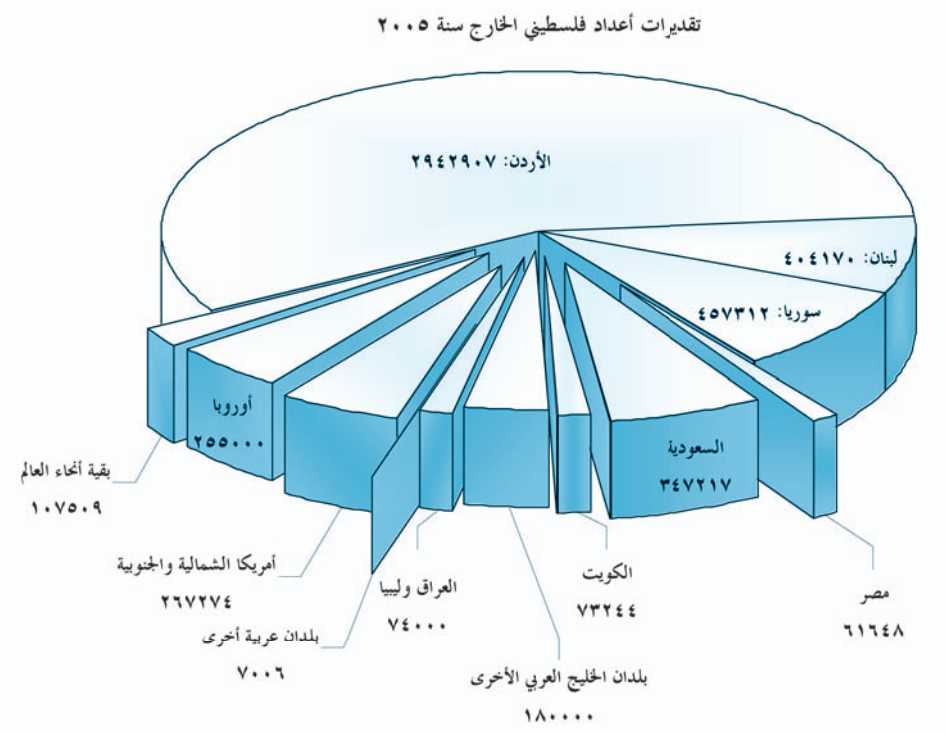 تقديرات أعداد فلسطيني الخارج سنة ٢٠٠٥
الأردن: ٢٩٤٢٩٠٧
لبنان: ٤٠٤١٧٠
سوريا: ٤٥٧٣١٢
مصر
٦١٦٤٨
السعودية
٣٤٧٢١٧
الكويت
٧٣٢٤٤
بلدان الخليج العربي الأخرى
١٨٠٠٠٠
العراق وليبيا
٧٤٠٠٠
بلدان عربية أخرى
٧٠٠٦
أمريكا الشمالية والجنوبية
٢٦٧٢٧٤
أوروبا
٢٥٥٠٠٠
بقية أنحاء العالم
١٠٧٥٠٩